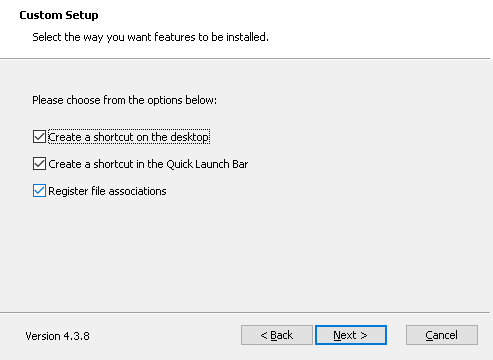 Custom Setup
Select the way you want features to be installed.
Please choose from the options below:
Create a shortcut on the desktop
Create a shortcut in the Quick Launch Bar
Register file associations
Version 4.3.8
< Back
Next >
Cancel